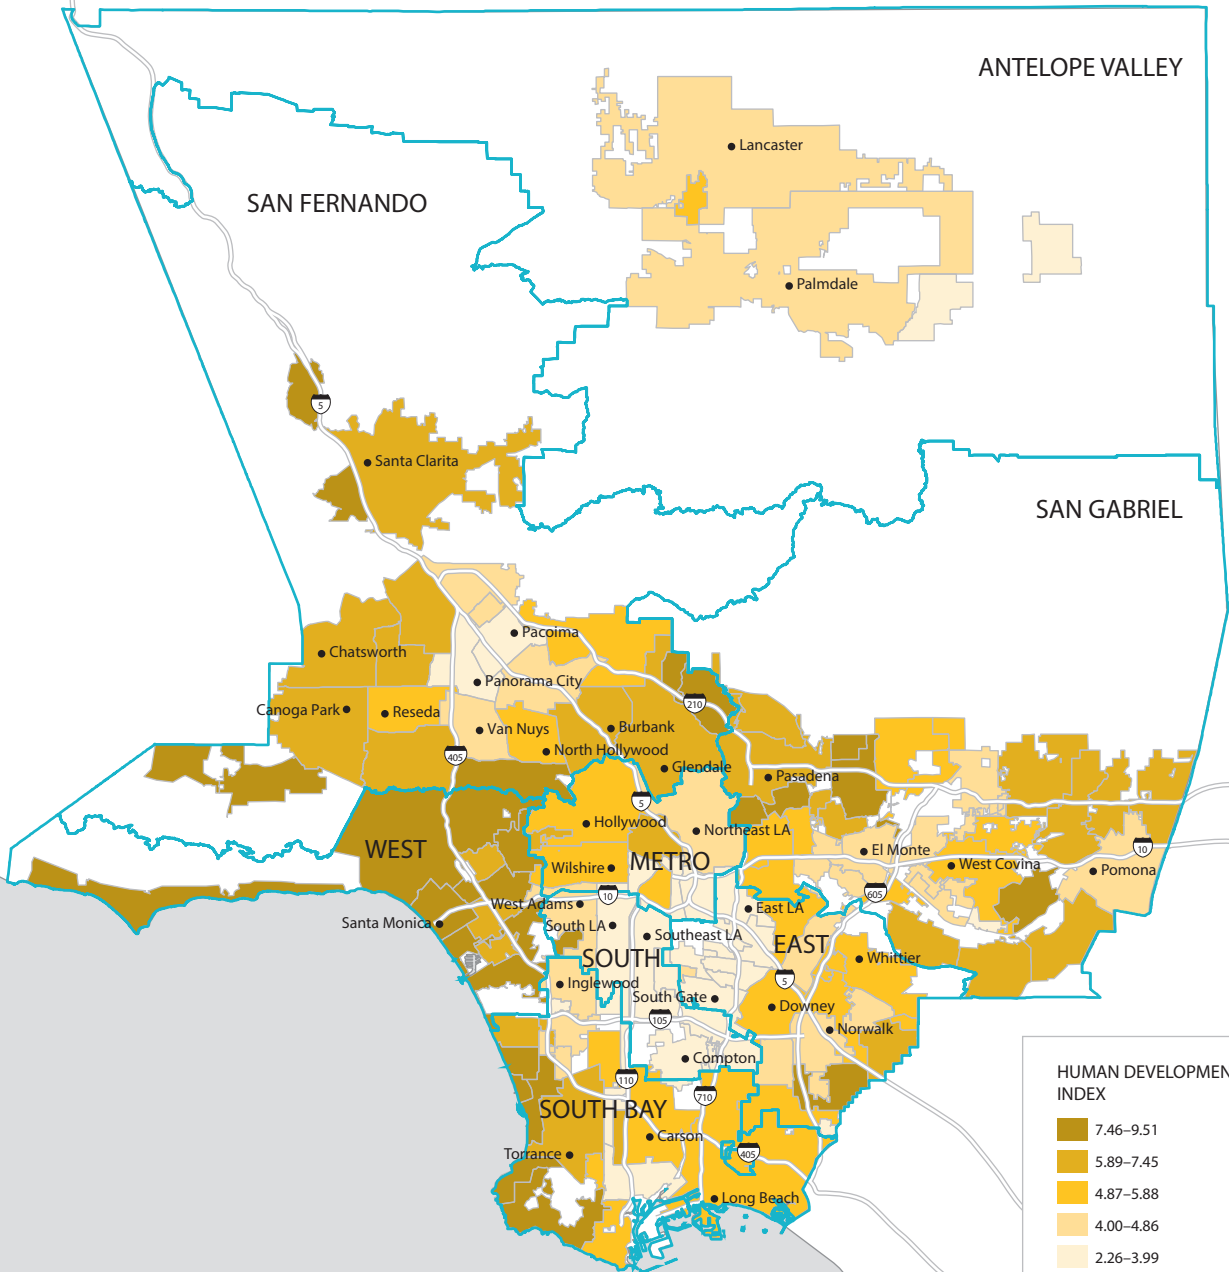 ANTELOPE VALLEY
Lancaster
SAN FERNANDO
Palmdale
5
Santa Clarita
SAN GABRIEL
Pacoima
Chatsworth
Panorama City
210
Canoga Park
Reseda
Van Nuys
Burbank
North Hollywood
405
Glendale
Pasadena
5
Hollywood
Northeast LA
WEST
METRO
El Monte
10
Wilshire
West Covina
Pomona
10
605
West Adams
East LA
Santa Monica
South LA
Southeast LA
EAST
SOUTH
Whittier
Inglewood
5
South Gate
Downey
105
Norwalk
Compton
HUMAN DEVELOPMEN
INDEX
110
710
SOUTH BAY
7.46–9.51
Carson
Torrance
405
5.89–7.45
Long Beach
4.87–5.88
4.00–4.86
2.26–3.99